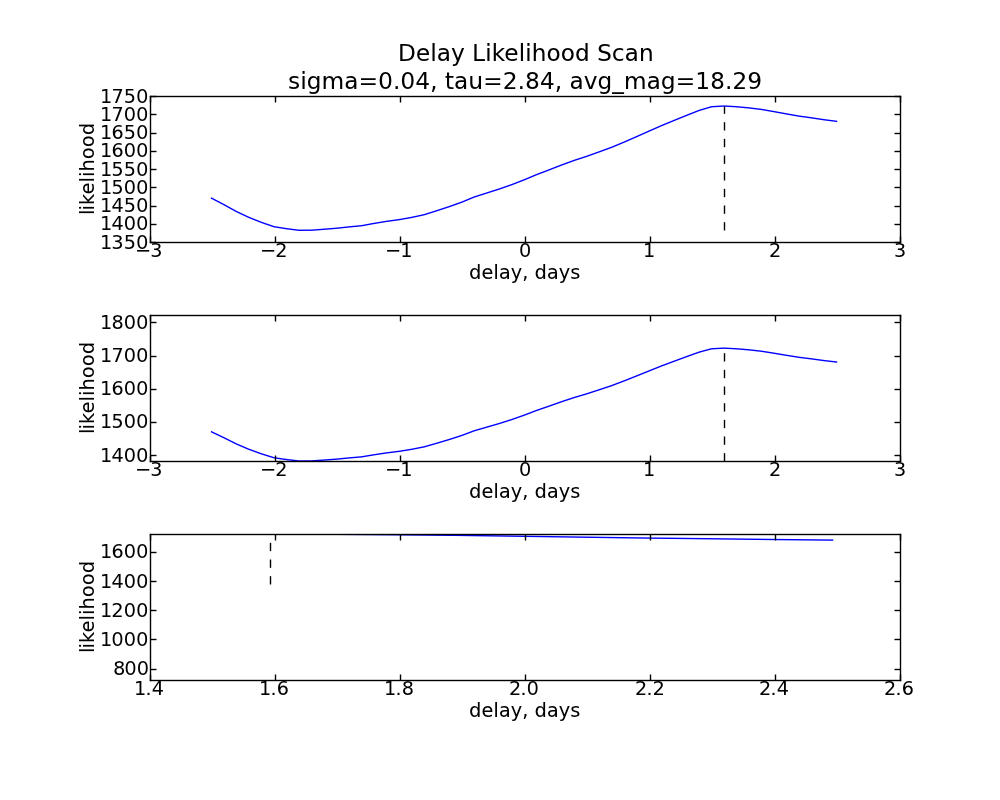 Delay Likelihood Scan
sigma=0.04, tau=2.84, avg_mag=18.29
1750
1700
1650
1600
1550
1500
1450
1400
1350
likelihood
−3 −2 −1 0 1 2 3
delay, days
1800
1700
1600
1500
1400
likelihood
−3 −2 −1 0 1 2 3
delay, days
1600
1400
1200
1000
800
likelihood
1.4 1.6 1.8 2.0 2.2 2.4 2.6
delay, days